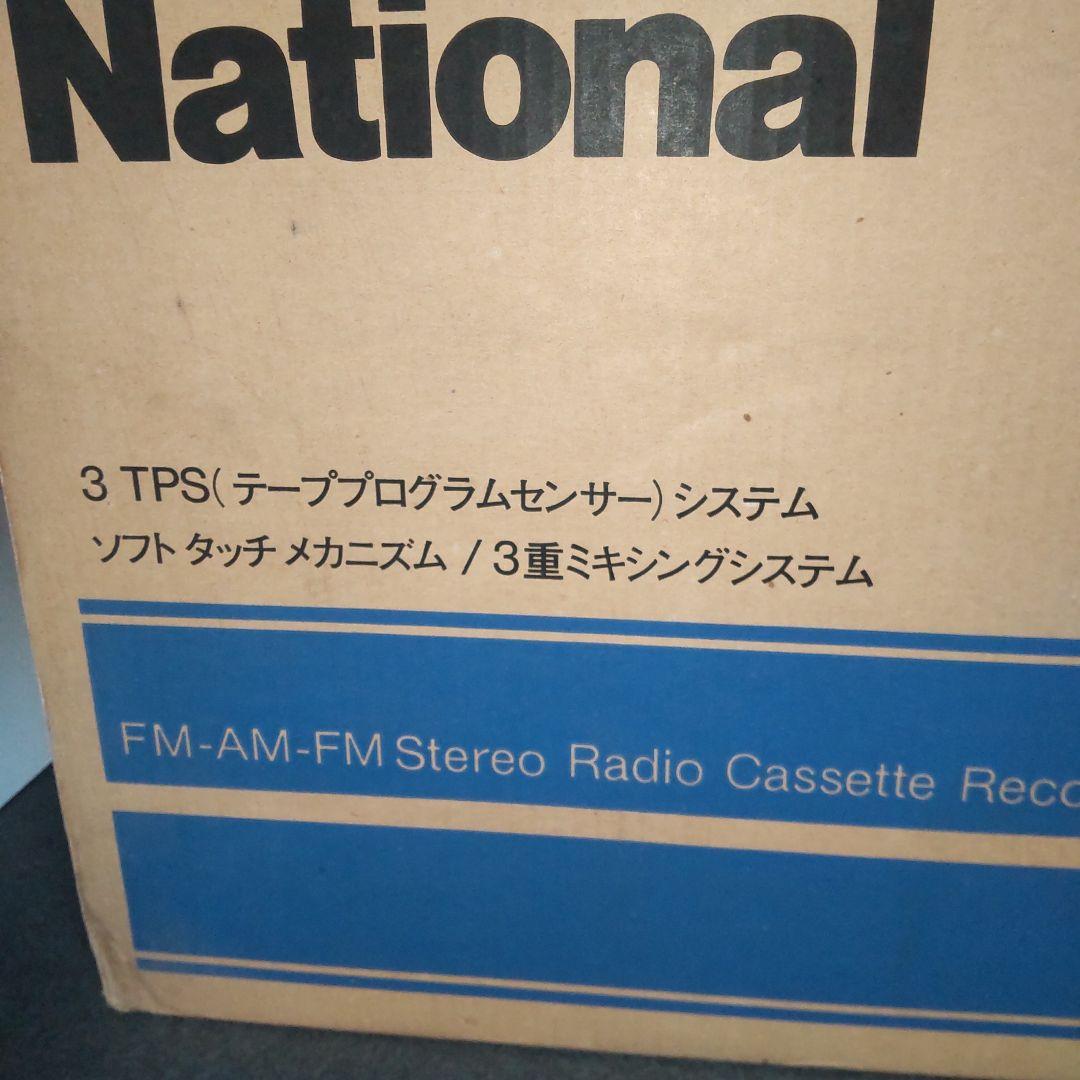 National
3 TPS(テーププログラムセンサー)システム
ソフト タッチ メカニズム / 3重ミキシングシステム
FM-AM-FM Stereo Radio Cassette